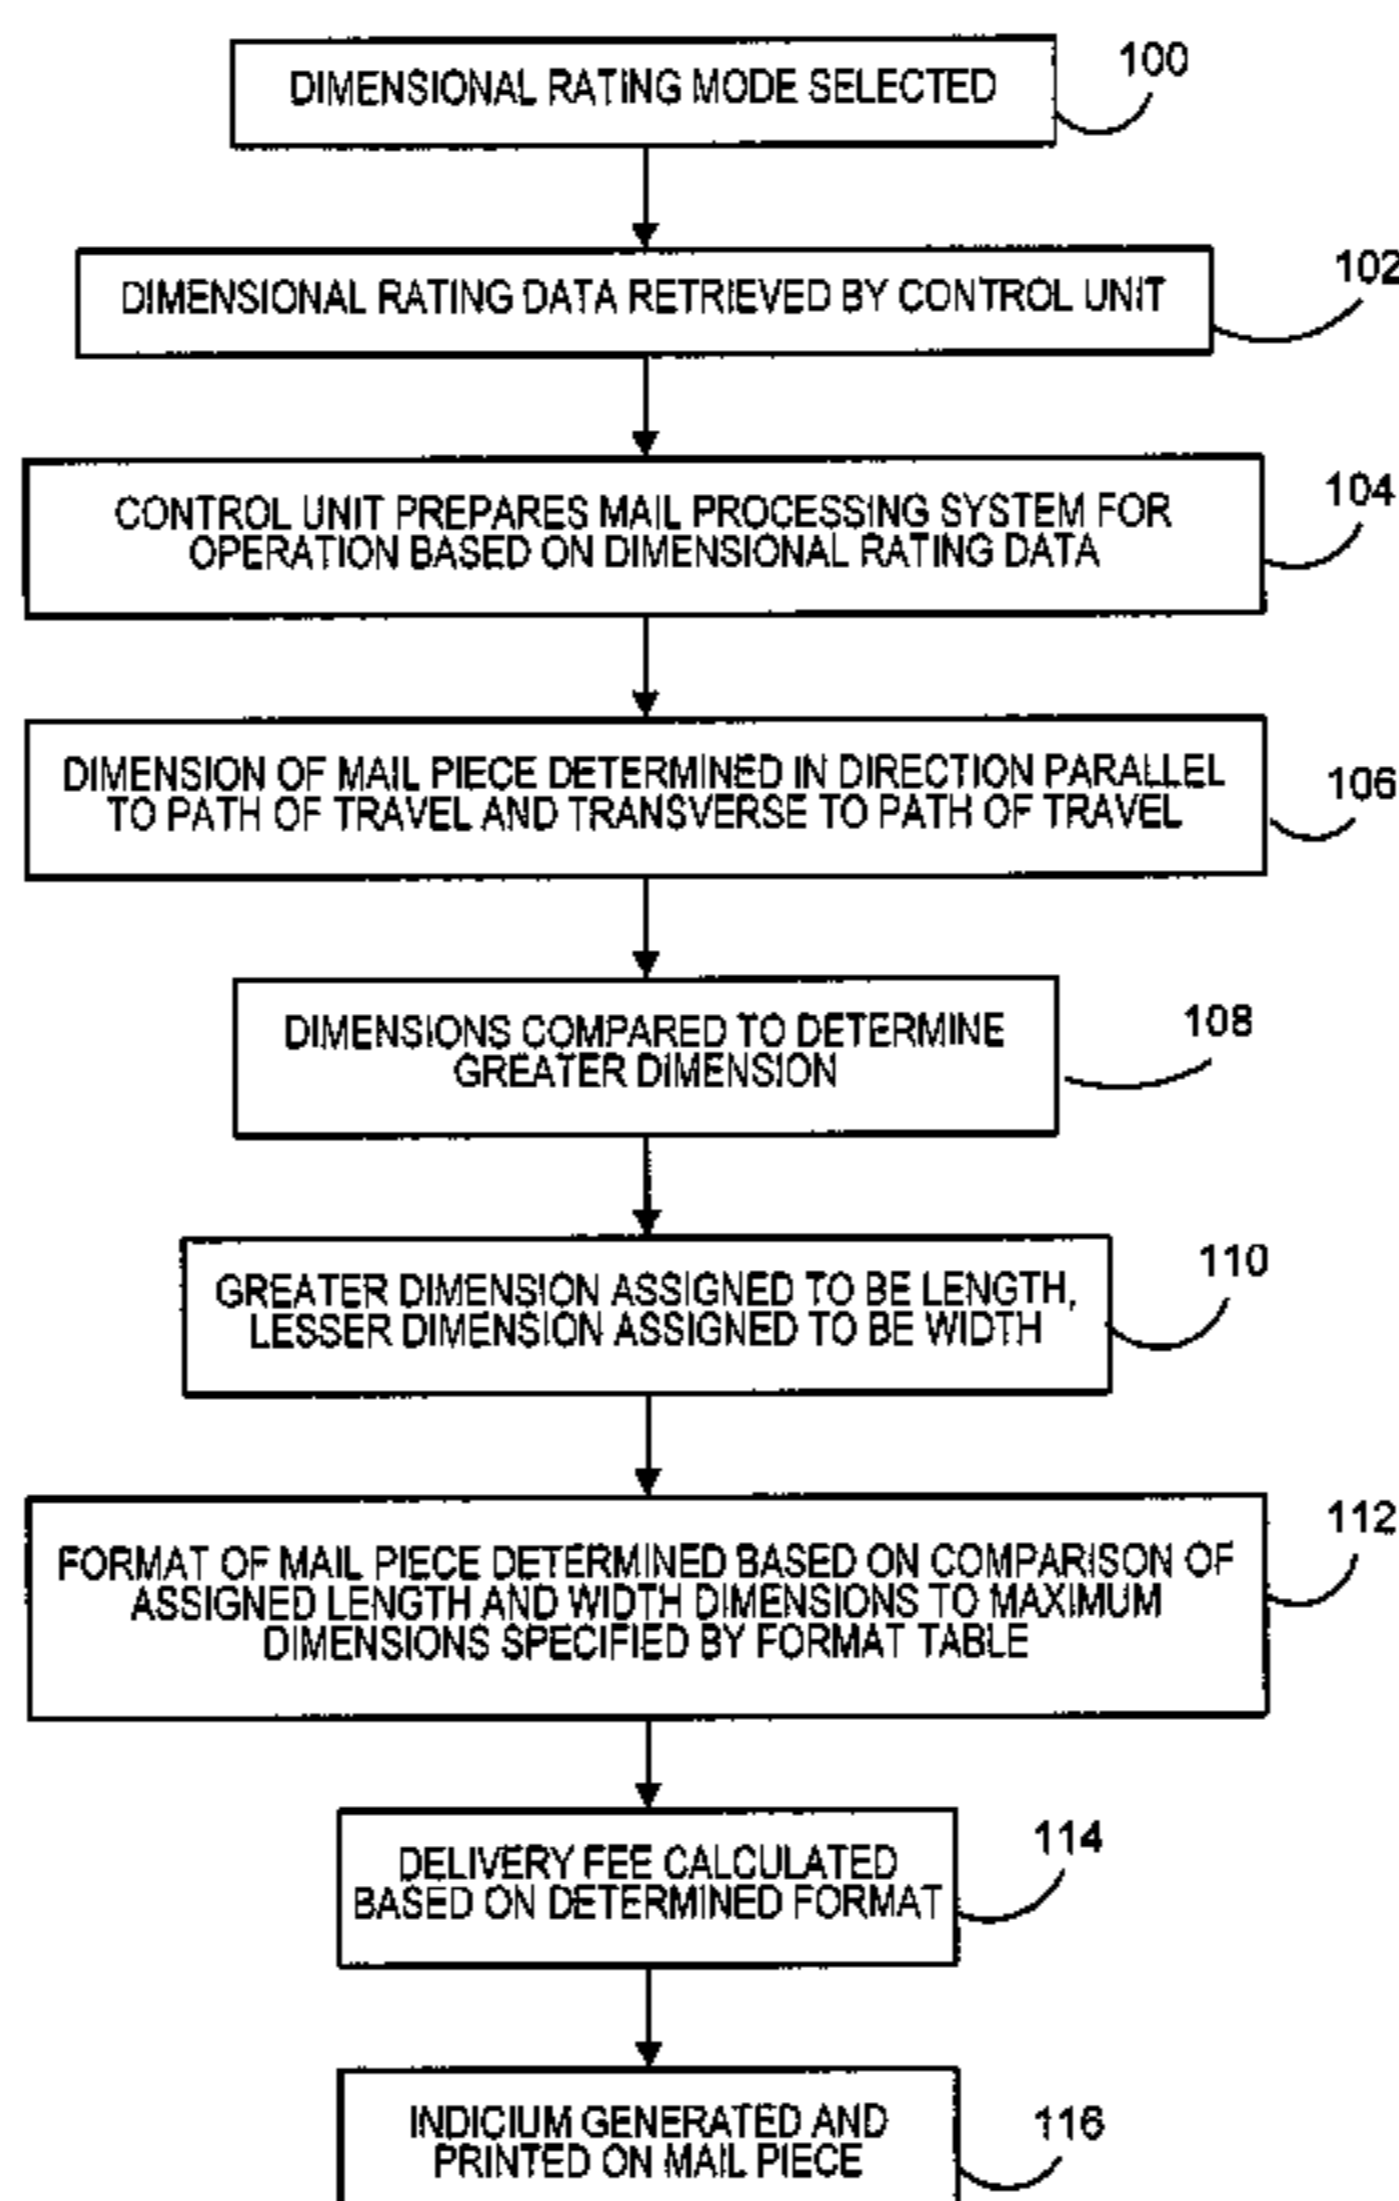 DIMENSIONAL RATING MODE SELECTED
100
DIMENSIONAL RATING DATA RETRIEVED BY CONTROL UNIT
102
CONTROL UNIT PREPARES MAIL PROCESSING SYSTEM FOR
OPERATION BASED ON DIMENSIONAL RATING DATA
104
DIMENSION OF MAIL PIECE DETERMINED IN DIRECTION PARALLEL
TO PATH OF TRAVEL AND TRANSVERSE TO PATH OF TRAVEL
106
DIMENSIONS COMPARED TO DETERMINE
GREATER DIMENSION
108
GREATER DIMENSION ASSIGNED TO BE LENGTH,
LESSER DIMENSION ASSIGNED TO BE WIDTH
110
FORMAT OF MAIL PIECE DETERMINED BASED ON COMPARISON OF
ASSIGNED LENGTH AND WIDTH DIMENSIONS TO MAXIMUM
DIMENSIONS SPECIFIED BY FORMAT TABLE
112
DELIVERY FEE CALCULATED
BASED ON DETERMINED FORMAT
114
INDICIUM GENERATED AND
PRINTED ON MAIL PIECE
116